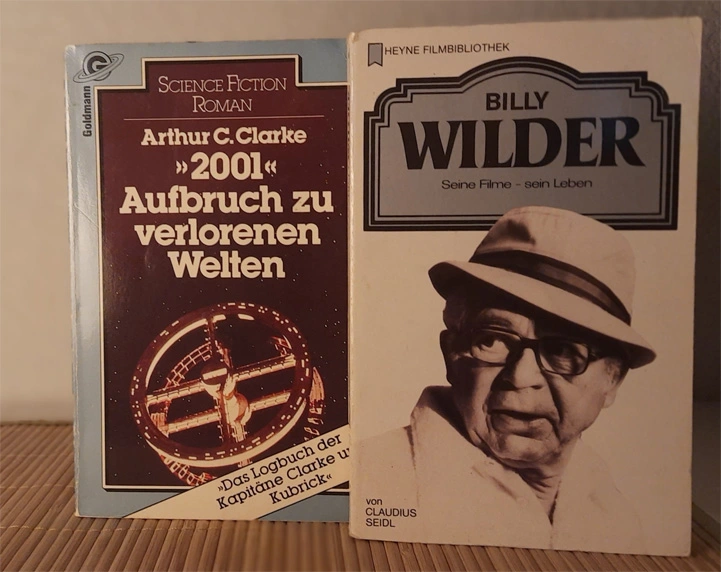 Goldmann
SCIENCE FICTION
ROMAN
Arthur C. Clarke
»2001«
Aufbruch zu
verlorenen
Welten
»Das Logbuch der
Kapitäne Clarke
Kubrick«
HEYNE FILMBIBLIOTHEK
BILLY
WILDER
Seine Filme – sein Leben
von
CLAUDIUS
SEIDL